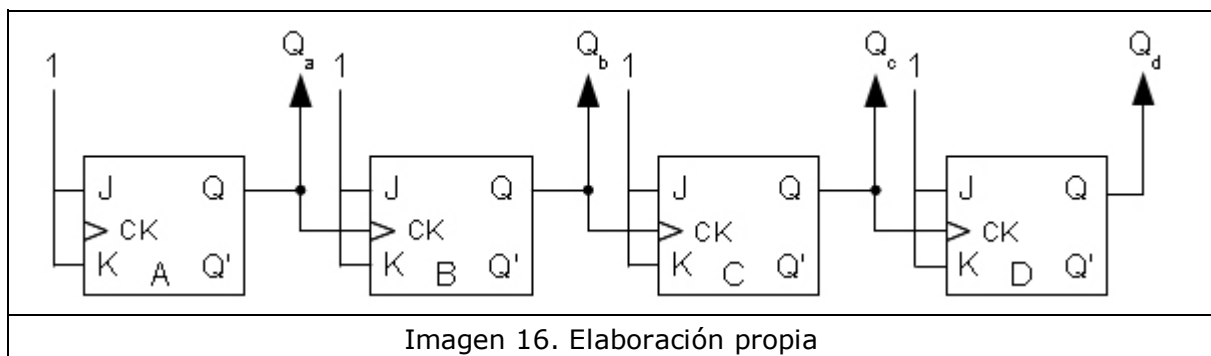 Qa Qb Qc Qd
1 1 1 1
J Q J Q J Q J Q
CK CK CK CK
K A Q' K B Q' K C Q' K D Q'
Imagen 16. Elaboración propia